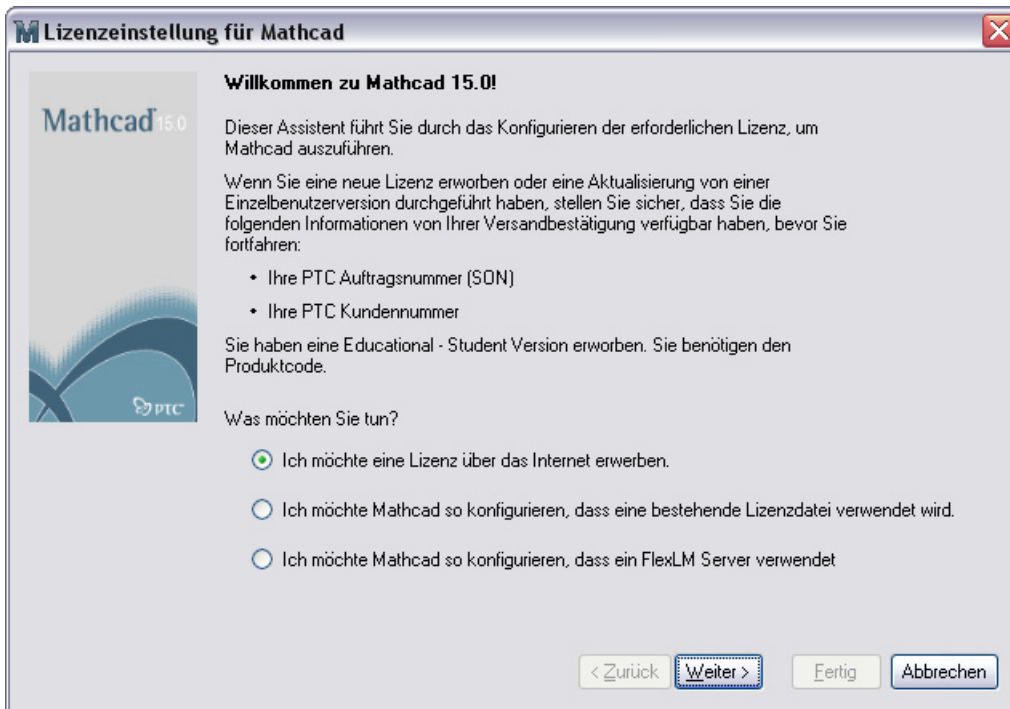 Lizenzeinstellung für Mathcad
Mathcad 15.0
PTC
Willkommen zu Mathcad 15.0!
Dieser Assistent führt Sie durch das Konfigurieren der erforderlichen Lizenz, um
Mathcad auszuführen.
Wenn Sie eine neue Lizenz erworben oder eine Aktualisierung von einer
Einzelbenutzerversion durchgeführt haben, stellen Sie sicher, dass Sie die
folgenden Informationen von Ihrer Versandbestätigung verfügbar haben, bevor Sie
fortfahren:
• Ihre PTC Auftragsnummer (SON)
• Ihre PTC Kundennummer
Sie haben eine Educational - Student Version erworben. Sie benötigen den
Produktcode.
Was möchten Sie tun?
Ich möchte eine Lizenz über das Internet erwerben.
Ich möchte Mathcad so konfigurieren, dass eine bestehende Lizenzdatei verwendet wird.
Ich möchte Mathcad so konfigurieren, dass ein FlexLM Server verwendet
< Zurück Weiter > Fertig Abbrechen